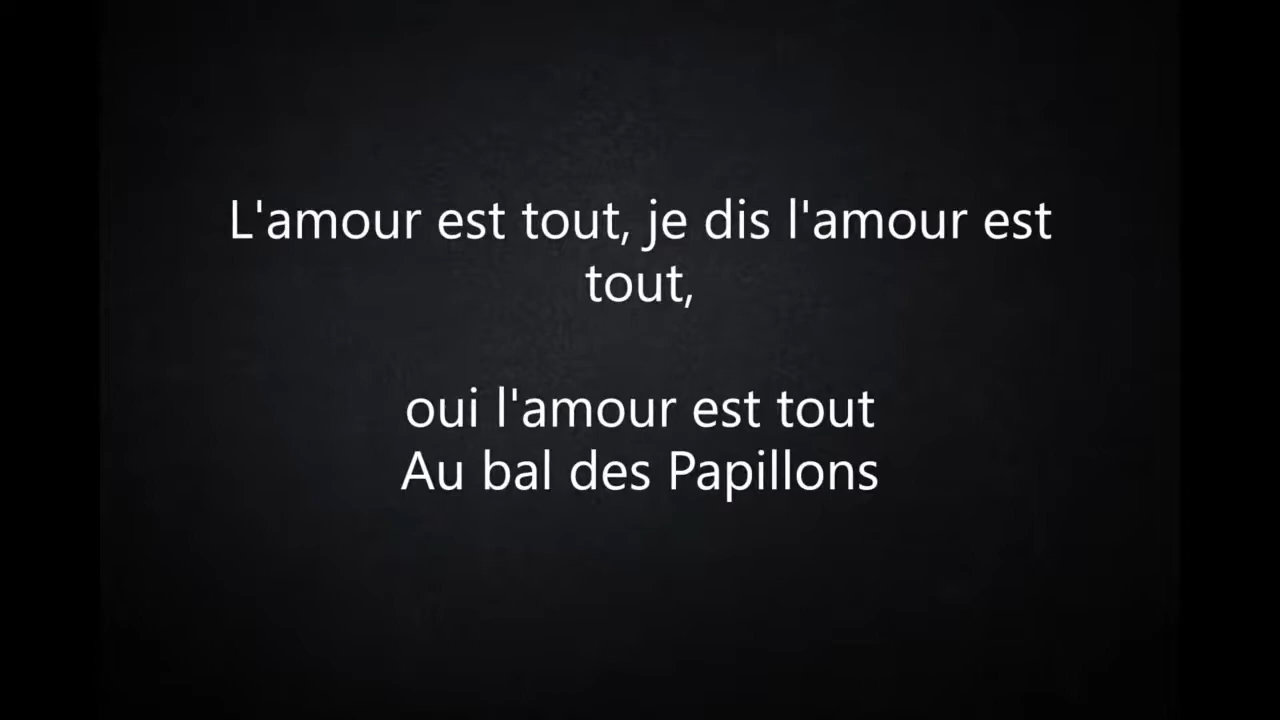 L'amour est tout, je dis l'amour est
tout,
oui l'amour est tout
Au bal des Papillons